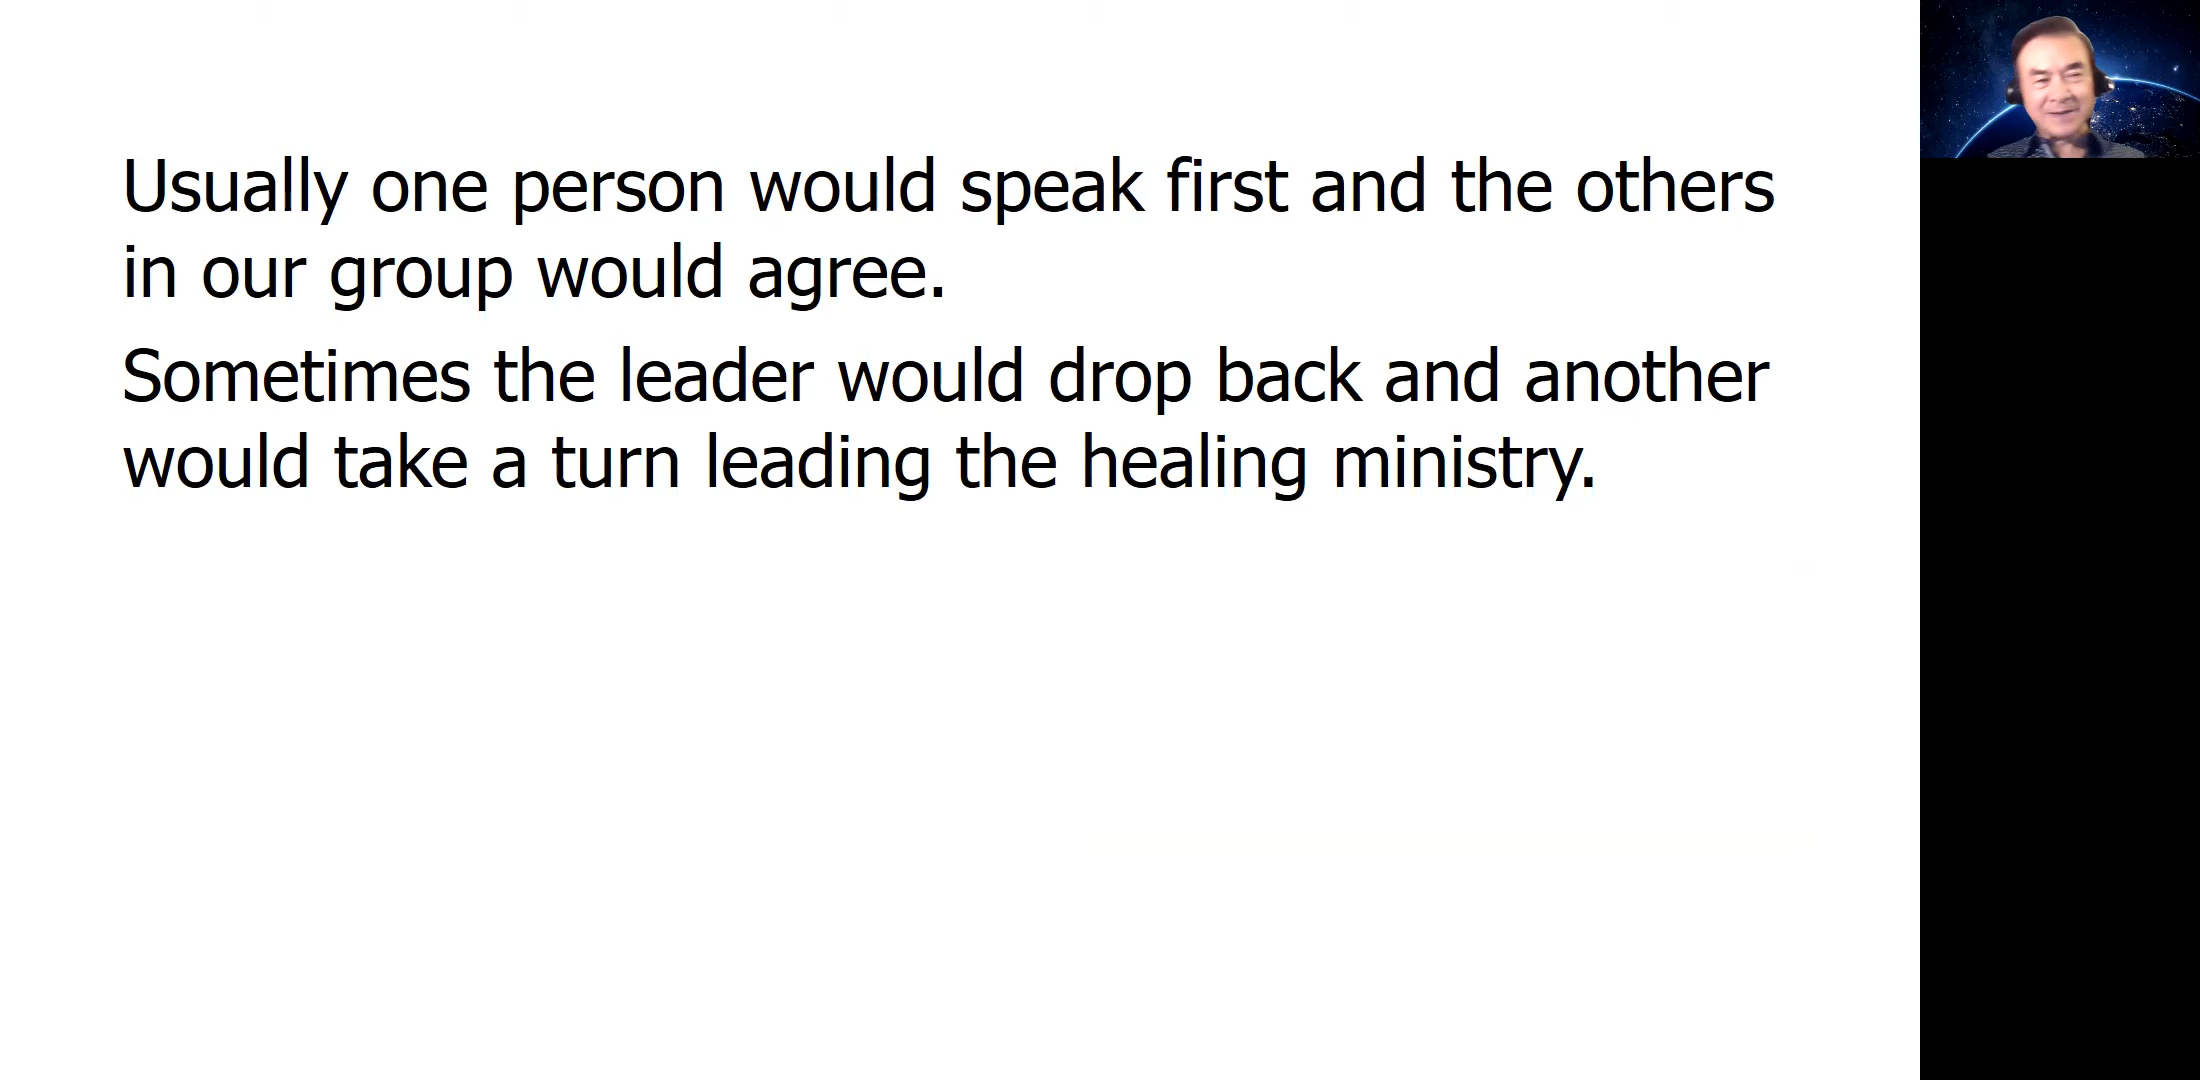 Usually one person would speak first and the others
in our group would agree.
Sometimes the leader would drop back and another
would take a turn leading the healing ministry.